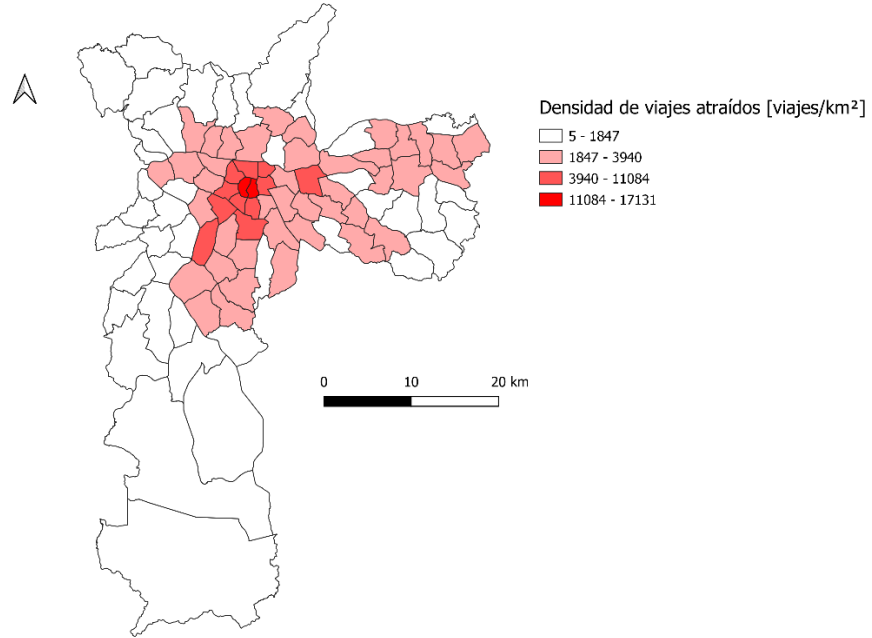 Densidad de viajes atraídos [viajes/km²]
5 - 1847
1847 - 3940
3940 - 11084
11084 - 17131
0 10 20 km